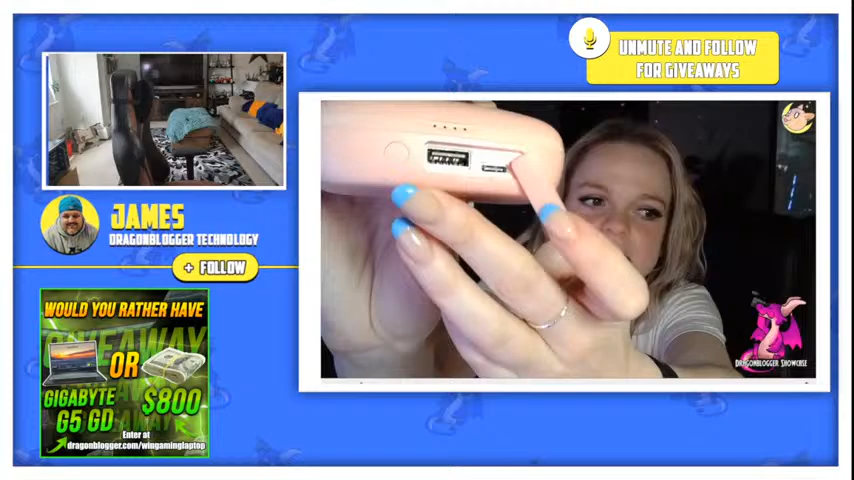 UNMUTE AND FOLLOW
FOR GIVEAWAYS
JAMES
DRAGONBLOGGER TECHNOLOGY
+ FOLLOW
WOULD YOU RATHER HAVE
GIVEAWAY
OR
GIGABYTE
G5 GD
$800
Enter at
dragonblogger.com/wingaminglaptop
DRAGONBLOGGER SHOWCASE